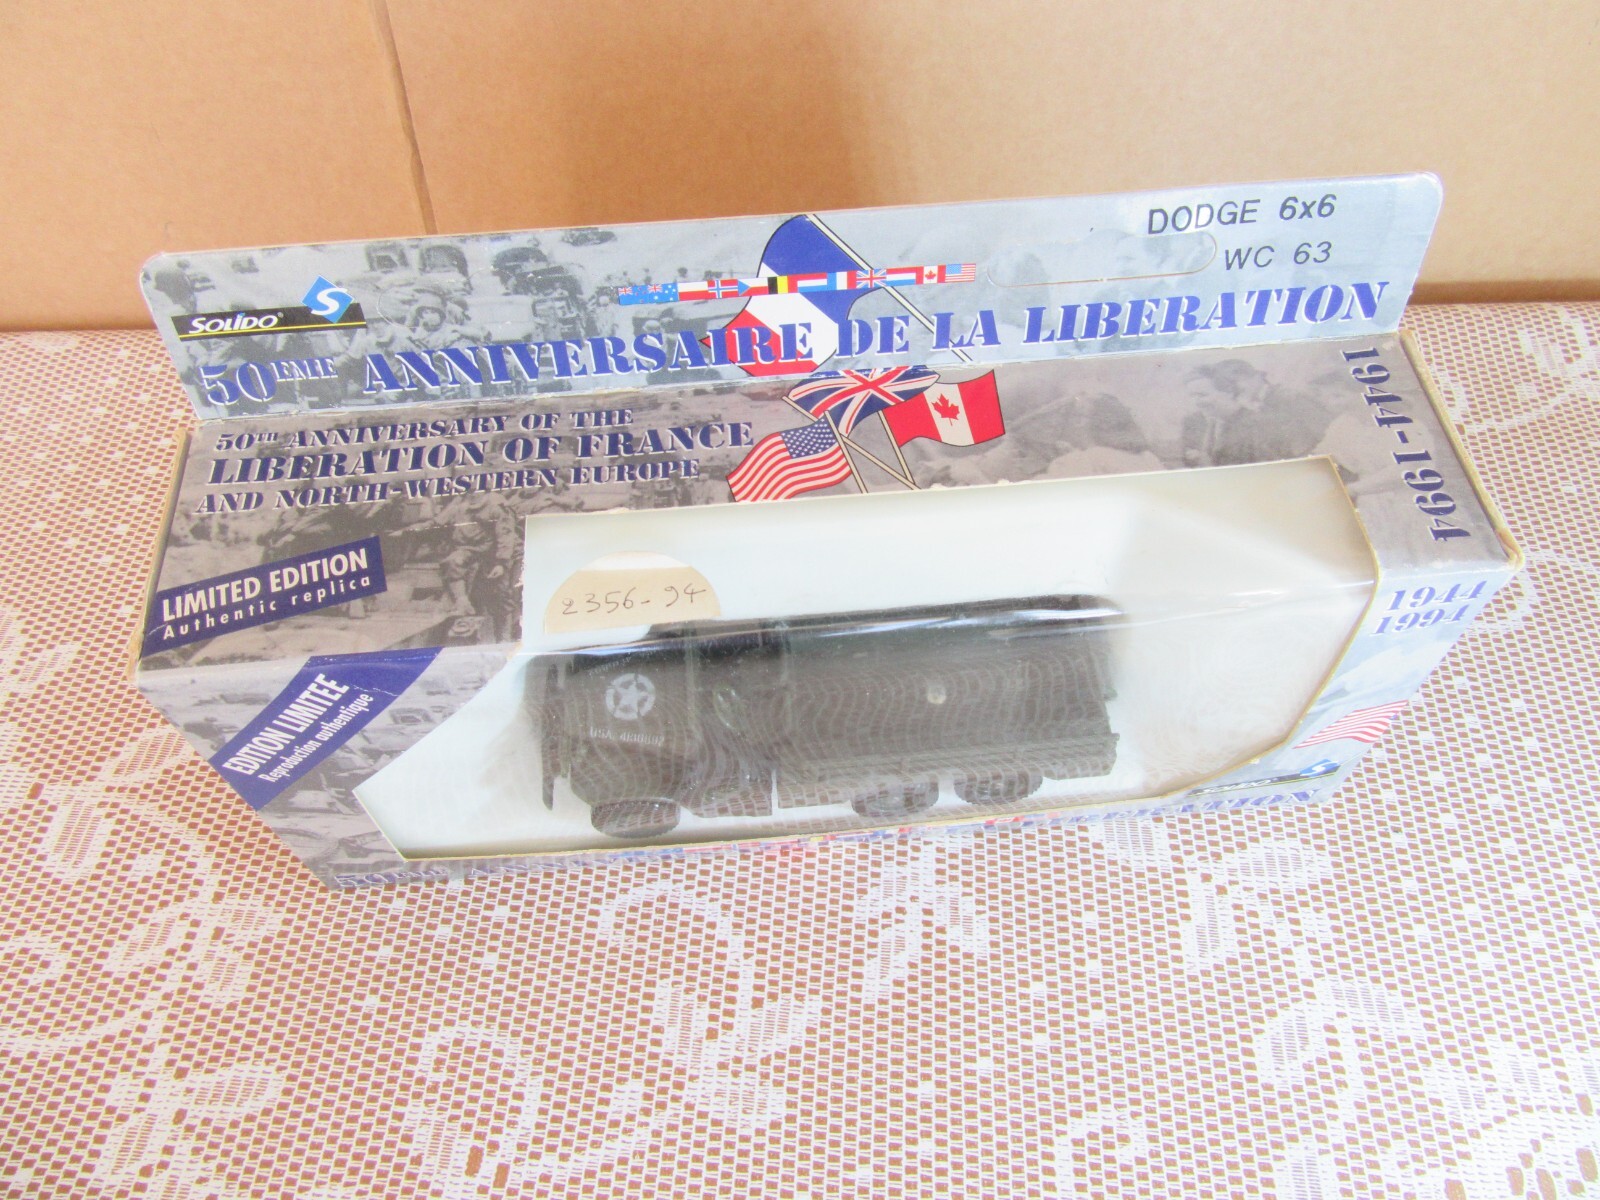 DODGE 6x6
WC 63
SOLIDO
50EME ANNIVERSAIRE DE LA LIBERATION
50TH ANNIVERSARY OF THE
LIBERATION OF FRANCE
AND NORTH-WESTERN EUROPE
1944-1994
LIMITED EDITION
Authentic replica
2356-94
EDITION LIMITEE
Reproduction authentique
1944
1994